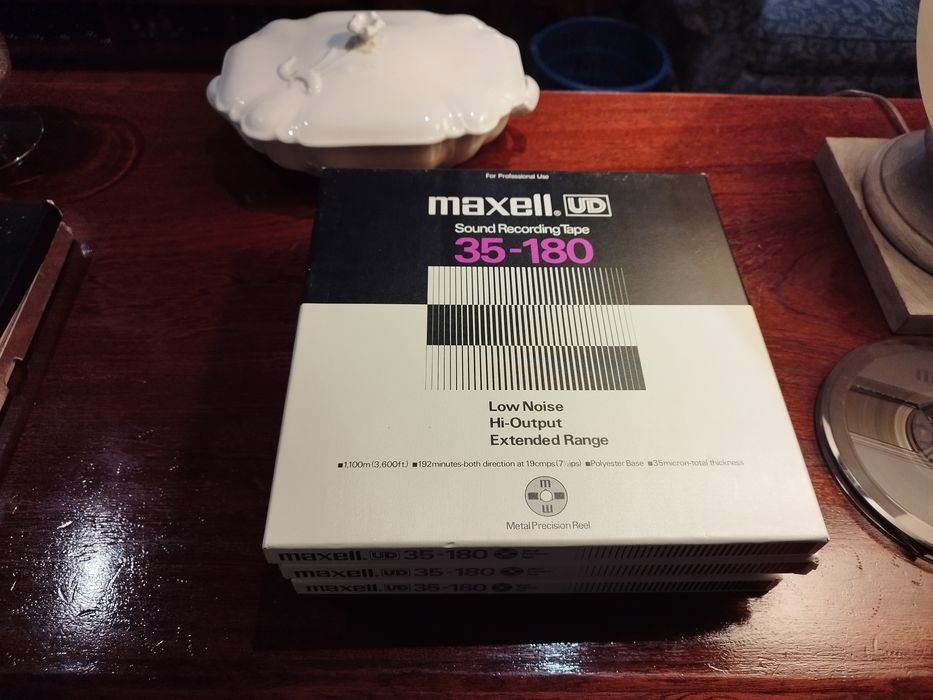 For Professional Use
maxell. UD
Sound Recording Tape
35-180
Low Noise
Hi-Output
Extended Range
■1,100m (3,600ft.) ■192minutes-both direction at 19cmps (7½ips) ■Polyester Base ■35micron-total thickness
m
m
Metal Precision Reel
maxell. UD 35-180
maxell. UD 35-180
maxell. UD 35-180